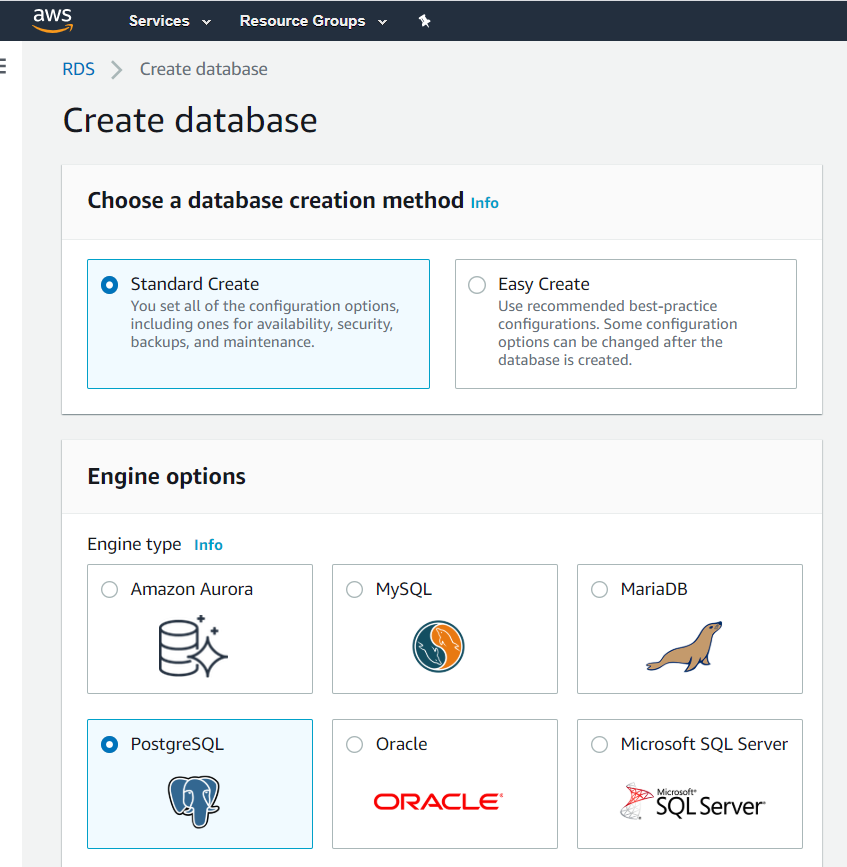 aws Services Resource Groups
RDS Create database
Create database
Choose a database creation method Info
Standard Create
You set all of the configuration options,
including ones for availability, security,
backups, and maintenance.
Easy Create
Use recommended best-practice
configurations. Some configuration
options can be changed after the
database is created.
Engine options
Engine type Info
Amazon Aurora
MySQL
MariaDB
PostgreSQL
Oracle
ORACLE®
Microsoft SQL Server
Microsoft®
SQL Server®